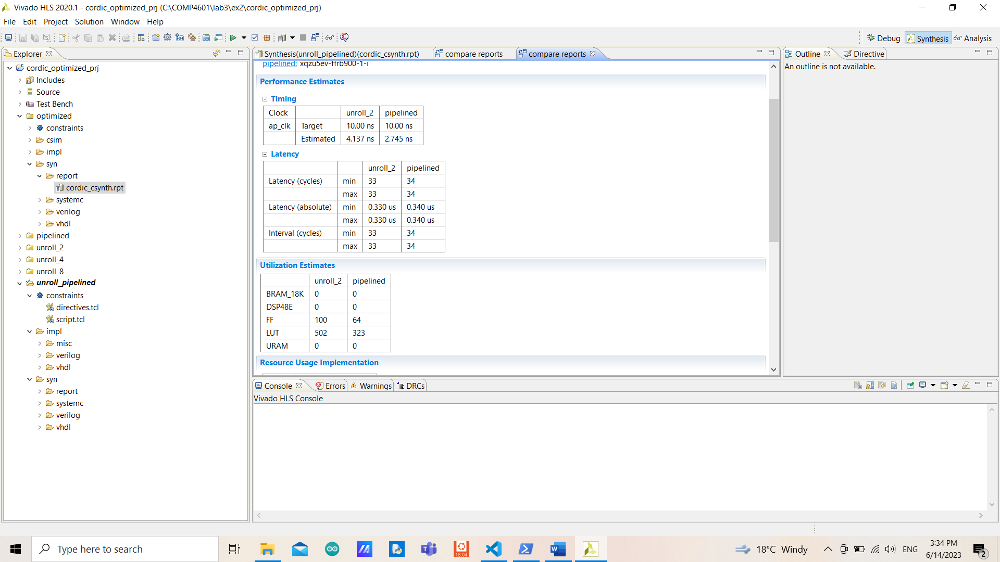 Vivado HLS 2020.1 - cordic_optimized_prj (C:\COMP4601\lab3\ex2\cordic_optimized_prj)
File Edit Project Solution Window Help
Debug Synthesis Analysis
Explorer
cordic_optimized_prj
Includes
Source
Test Bench
optimized
constraints
csim
impl
syn
report
cordic_csynth.rpt
systemc
verilog
vhdl
pipelined
unroll_2
unroll_4
unroll_8
unroll_pipelined
constraints
directives.tcl
script.tcl
impl
misc
verilog
vhdl
syn
report
systemc
verilog
vhdl
Synthesis(unroll_pipelined)(cordic_csynth.rpt) compare reports compare reports
pipelined: xqzu5ev-ffrb900-1-i
Performance Estimates
Timing
Clock unroll_2 pipelined
ap_clk Target 10.00 ns 10.00 ns
Estimated 4.137 ns 2.745 ns
Latency
unroll_2 pipelined
Latency (cycles) min 33 34
max 33 34
Latency (absolute) min 0.330 us 0.340 us
max 0.330 us 0.340 us
Interval (cycles) min 33 34
max 33 34
Utilization Estimates
unroll_2 pipelined
BRAM_18K 0 0
DSP48E 0 0
FF 100 64
LUT 502 323
URAM 0 0
Resource Usage Implementation
Outline Directive
An outline is not available.
Console Errors Warnings DRCs
Vivado HLS Console
Type here to search
18.04
18°C Windy
ENG
3:34 PM
6/14/2023
2